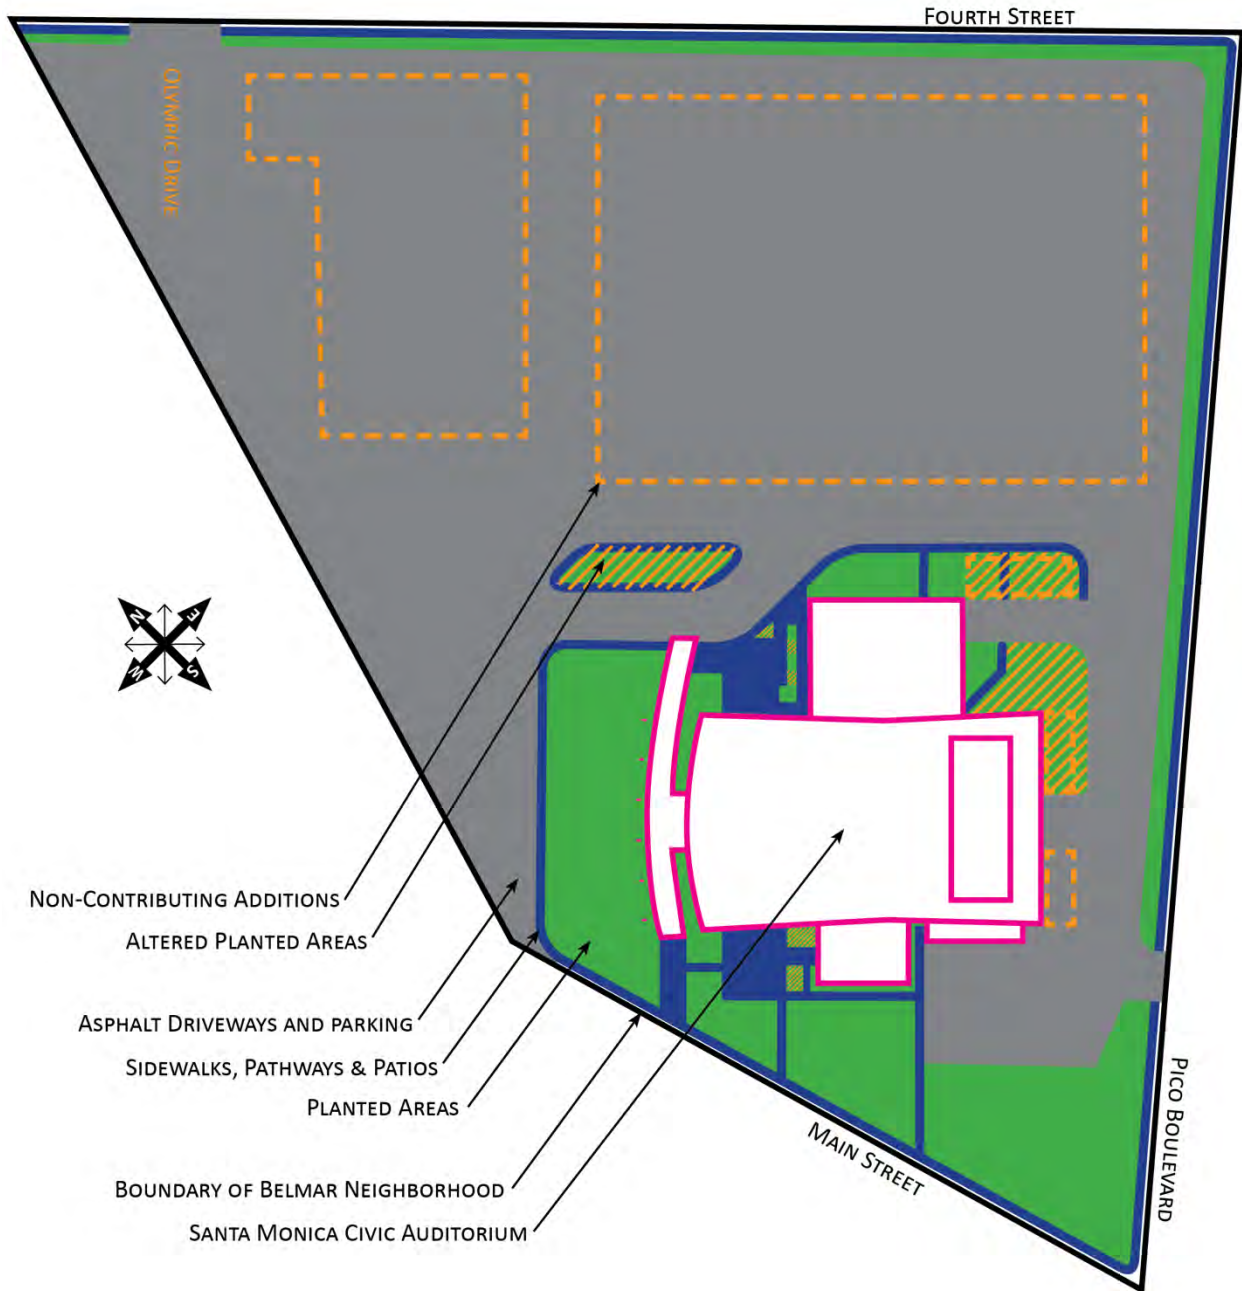 FOURTH STREET
OLYMPIC DRIVE
N
E
W
S
NON-CONTRIBUTING ADDITIONS
ALTERED PLANTED AREAS
ASPHALT DRIVEWAYS AND PARKING
SIDEWALKS, PATHWAYS & PATIOS
PLANTED AREAS
BOUNDARY OF BELMAR NEIGHBORHOOD
SANTA MONICA CIVIC AUDITORIUM
MAIN STREET
PICO BOULEVARD